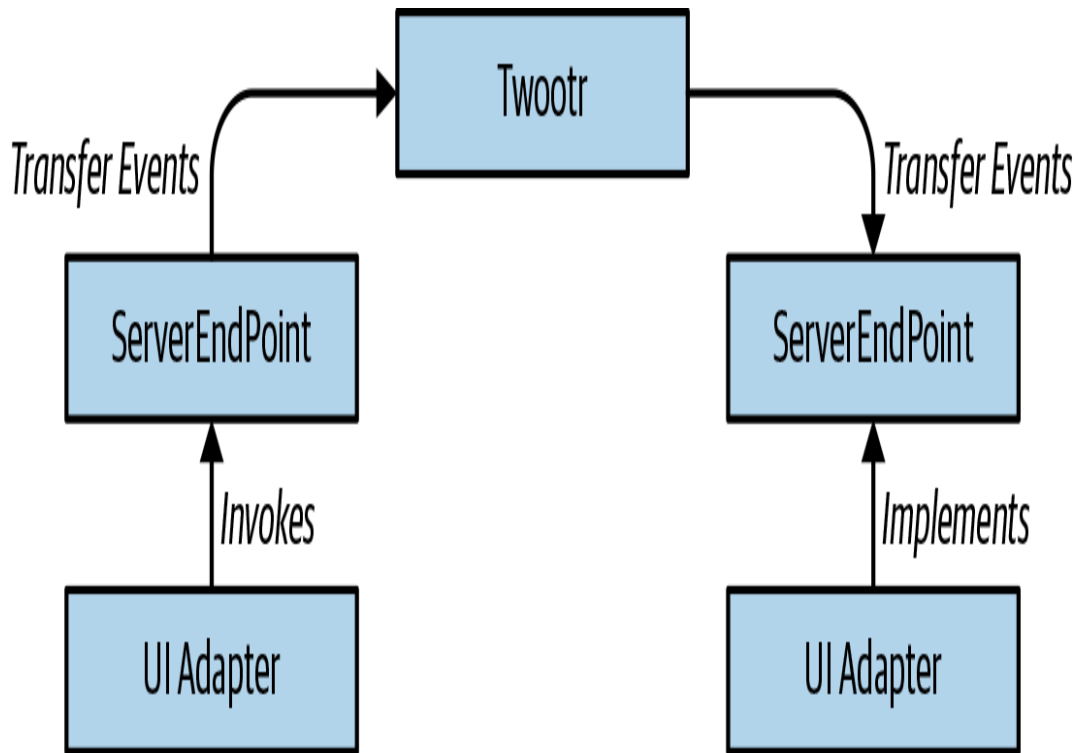 Twootr
Transfer Events
Transfer Events
ServerEndPoint
ServerEndPoint
Invokes
Implements
UI Adapter
UI Adapter